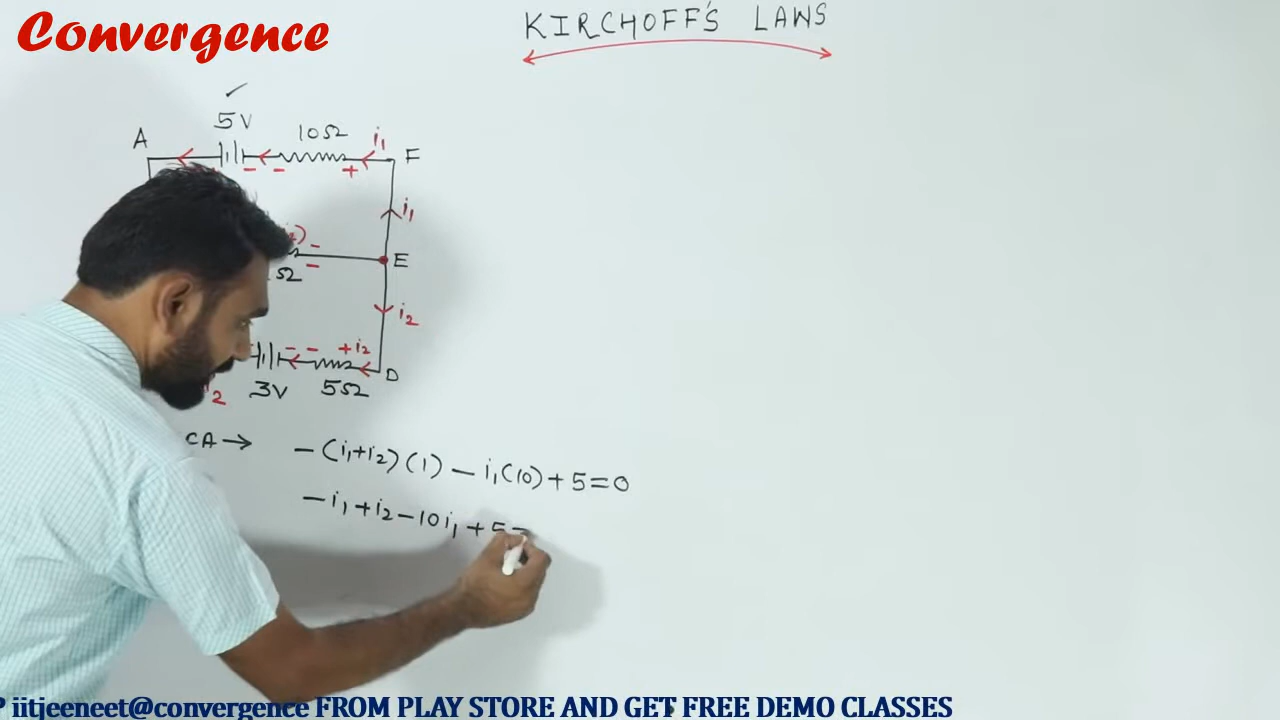 Convergence
KIRCHOFF'S LAWS
A
5V
10Ω
i₁
F
- -
+
i₁
)
-
-
Ω
E
i₂
- -
+i₂
D
3V
5Ω
2
CA→ -(i₁+i₂)(1) - i₁(10)+5=0
-i₁+i₂-10i₁+5=
iitjeeneet@convergence FROM PLAY STORE AND GET FREE DEMO CLASSES